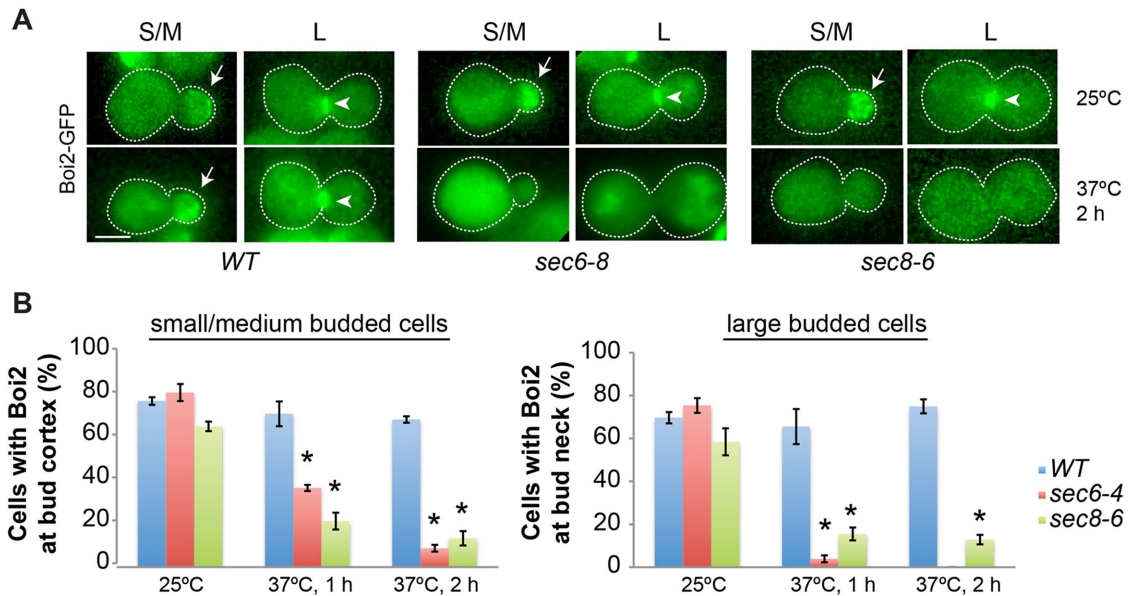 A
S/M L S/M L S/M L
Boi2-GFP
25ºC
37ºC
2 h
WT sec6-8 sec8-6
B
small/medium budded cells
Cells with Boi2
at bud cortex (%)
100
80
60
40
20
0
* * * *
25ºC 37ºC, 1 h 37ºC, 2 h
large budded cells
Cells with Boi2
at bud neck (%)
100
80
60
40
20
0
* * *
25ºC 37ºC, 1 h 37ºC, 2 h
WT
sec6-4
sec8-6